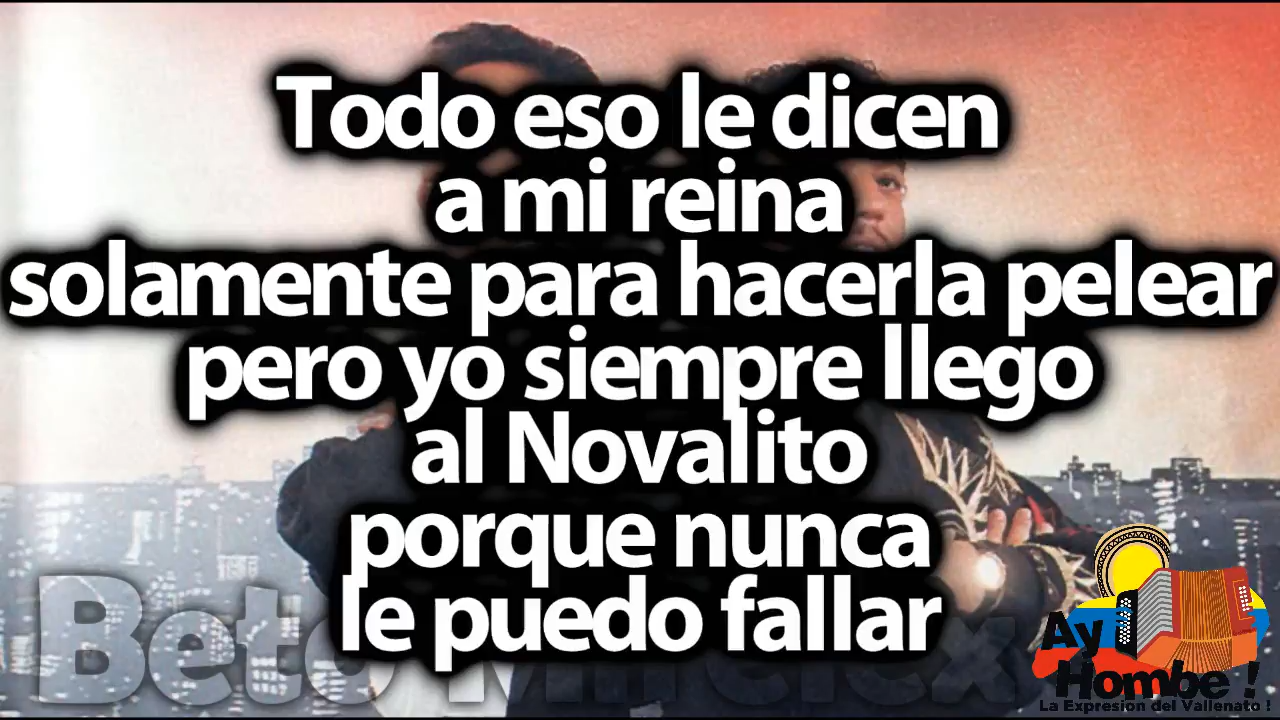 Todo eso le dicen
a mi reina
solamente para hacerla pelear
pero yo siempre llego
al Novalito
porque nunca
le puedo fallar
Ay
Hombe !
La Expresion del Vallenato !